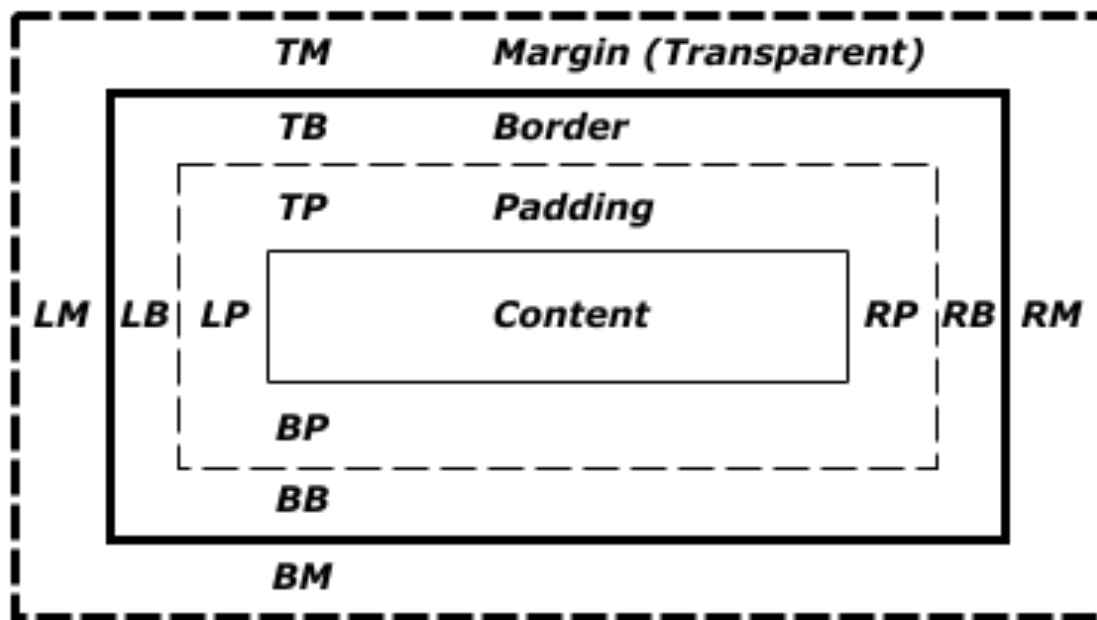 TM Margin (Transparent)
TB Border
TP Padding
LM LB LP Content RP RB RM
BP
BB
BM